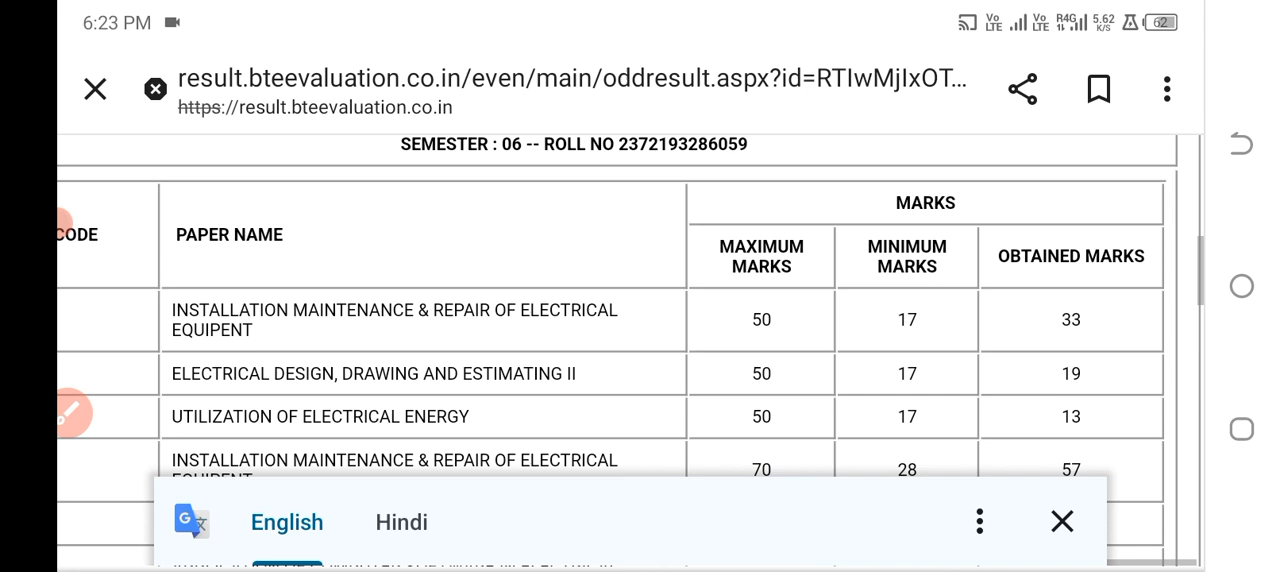 6:23 PM
Vo LTE Vo LTE R4G 5.62 K/S 62
result.bteevaluation.co.in/even/main/oddresult.aspx?id=RTIwMjIxOT...
https://result.bteevaluation.co.in
SEMESTER : 06 -- ROLL NO 2372193286059
MARKS
CODE PAPER NAME
MAXIMUM MARKS MINIMUM MARKS OBTAINED MARKS
INSTALLATION MAINTENANCE & REPAIR OF ELECTRICAL
EQUIPENT 50 17 33
ELECTRICAL DESIGN, DRAWING AND ESTIMATING II 50 17 19
UTILIZATION OF ELECTRICAL ENERGY 50 17 13
INSTALLATION MAINTENANCE & REPAIR OF ELECTRICAL
70 28 57
English Hindi